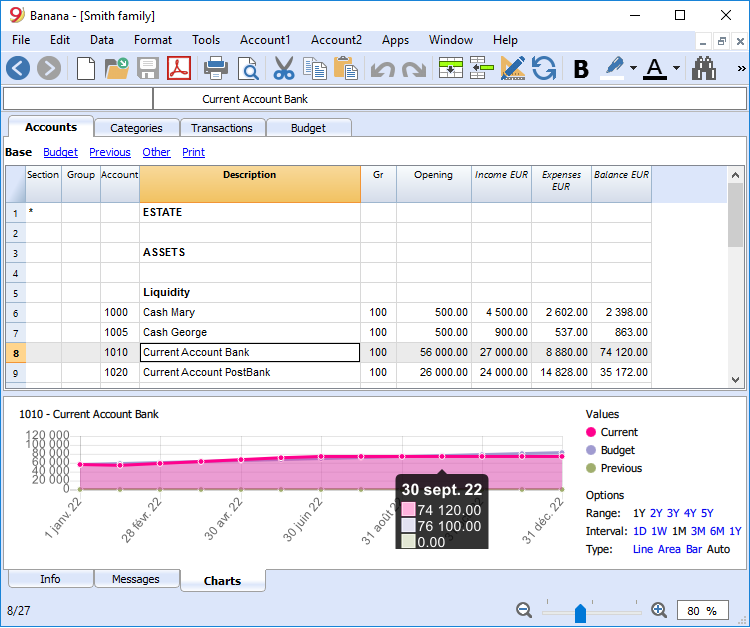 Banana - [Smith family]
File Edit Data Format Tools Account1 Account2 Apps Window Help
B A »
Current Account Bank
Accounts Categories Transactions Budget
Base Budget Previous Other Print
Section Group Account Description Gr Opening Income EUR Expenses EUR Balance EUR
1 * ESTATE
2
3 ASSETS
4
5 Liquidity
6 1000 Cash Mary 100 500.00 4 500.00 2 602.00 2 398.00
7 1005 Cash George 100 500.00 900.00 537.00 863.00
8 1010 Current Account Bank 100 56 000.00 27 000.00 8 880.00 74 120.00
9 1020 Current Account PostBank 100 26 000.00 24 000.00 14 828.00 35 172.00
1010 - Current Account Bank
120 000
100 000
80 000
60 000
40 000
20 000
0
1 janv. 22 28 févr. 22 30 avr. 22 30 juin 22 31 août 31 déc. 22
30 sept. 22
74 120.00
76 100.00
0.00
Values
Current
Budget
Previous
Options
Range: 1Y 2Y 3Y 4Y 5Y
Interval: 1D 1W 1M 3M 6M 1Y
Type: Line Area Bar Auto
Info Messages Charts
8/27 80 %